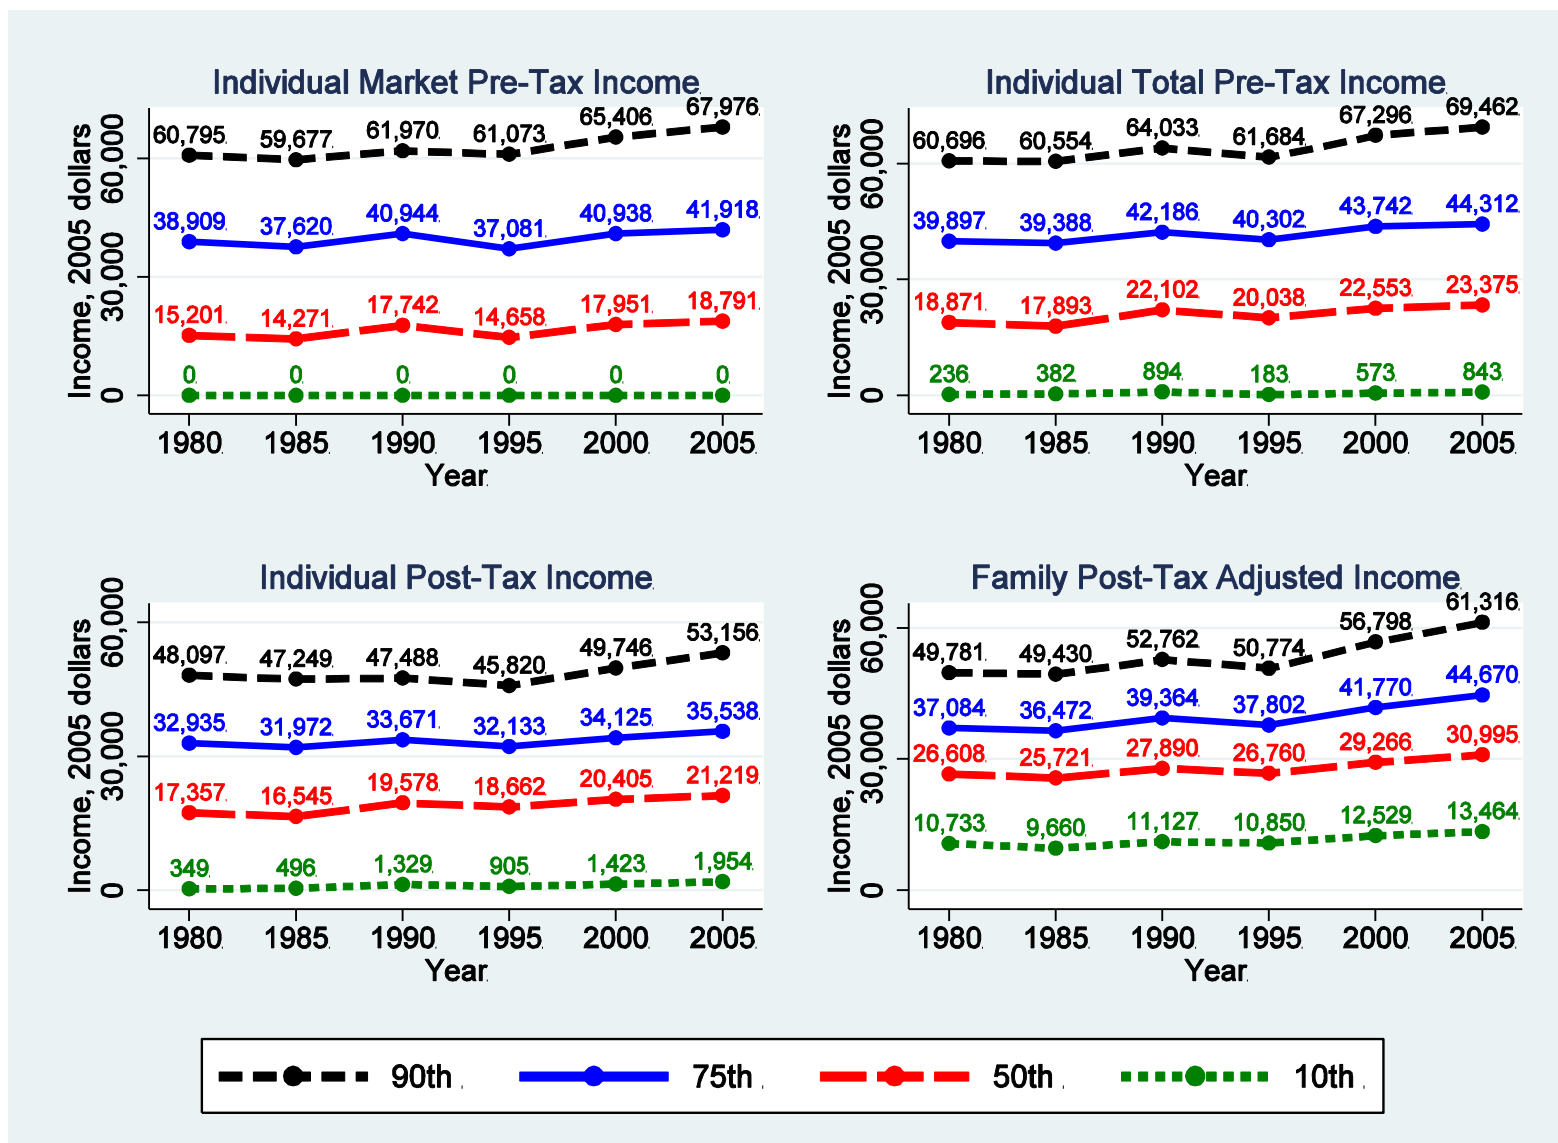 Individual Market Pre-Tax Income
Income, 2005 dollars
0 30,000 60,000
60,795 59,677 61,970 61,073 65,406 67,976
38,909 37,620 40,944 37,081 40,938 41,918
15,201 14,271 17,742 14,658 17,951 18,791
0 0 0 0 0 0
1980 1985 1990 1995 2000 2005
Year
Individual Total Pre-Tax Income
Income, 2005 dollars
0 30,000 60,000
60,696 60,554 64,033 61,684 67,296 69,462
39,897 39,388 42,186 40,302 43,742 44,312
18,871 17,893 22,102 20,038 22,553 23,375
236 382 894 183 573 843
1980 1985 1990 1995 2000 2005
Year
Individual Post-Tax Income
Income, 2005 dollars
0 30,000 60,000
48,097 47,249 47,488 45,820 49,746 53,156
32,935 31,972 33,671 32,133 34,125 35,538
17,357 16,545 19,578 18,662 20,405 21,219
349 496 1,329 905 1,423 1,954
1980 1985 1990 1995 2000 2005
Year
Family Post-Tax Adjusted Income
Income, 2005 dollars
0 30,000 60,000
49,781 49,430 52,762 50,774 56,798 61,316
37,084 36,472 39,364 37,802 41,770 44,670
26,608 25,721 27,890 26,760 29,266 30,995
10,733 9,660 11,127 10,850 12,529 13,464
1980 1985 1990 1995 2000 2005
Year
90th 75th 50th 10th